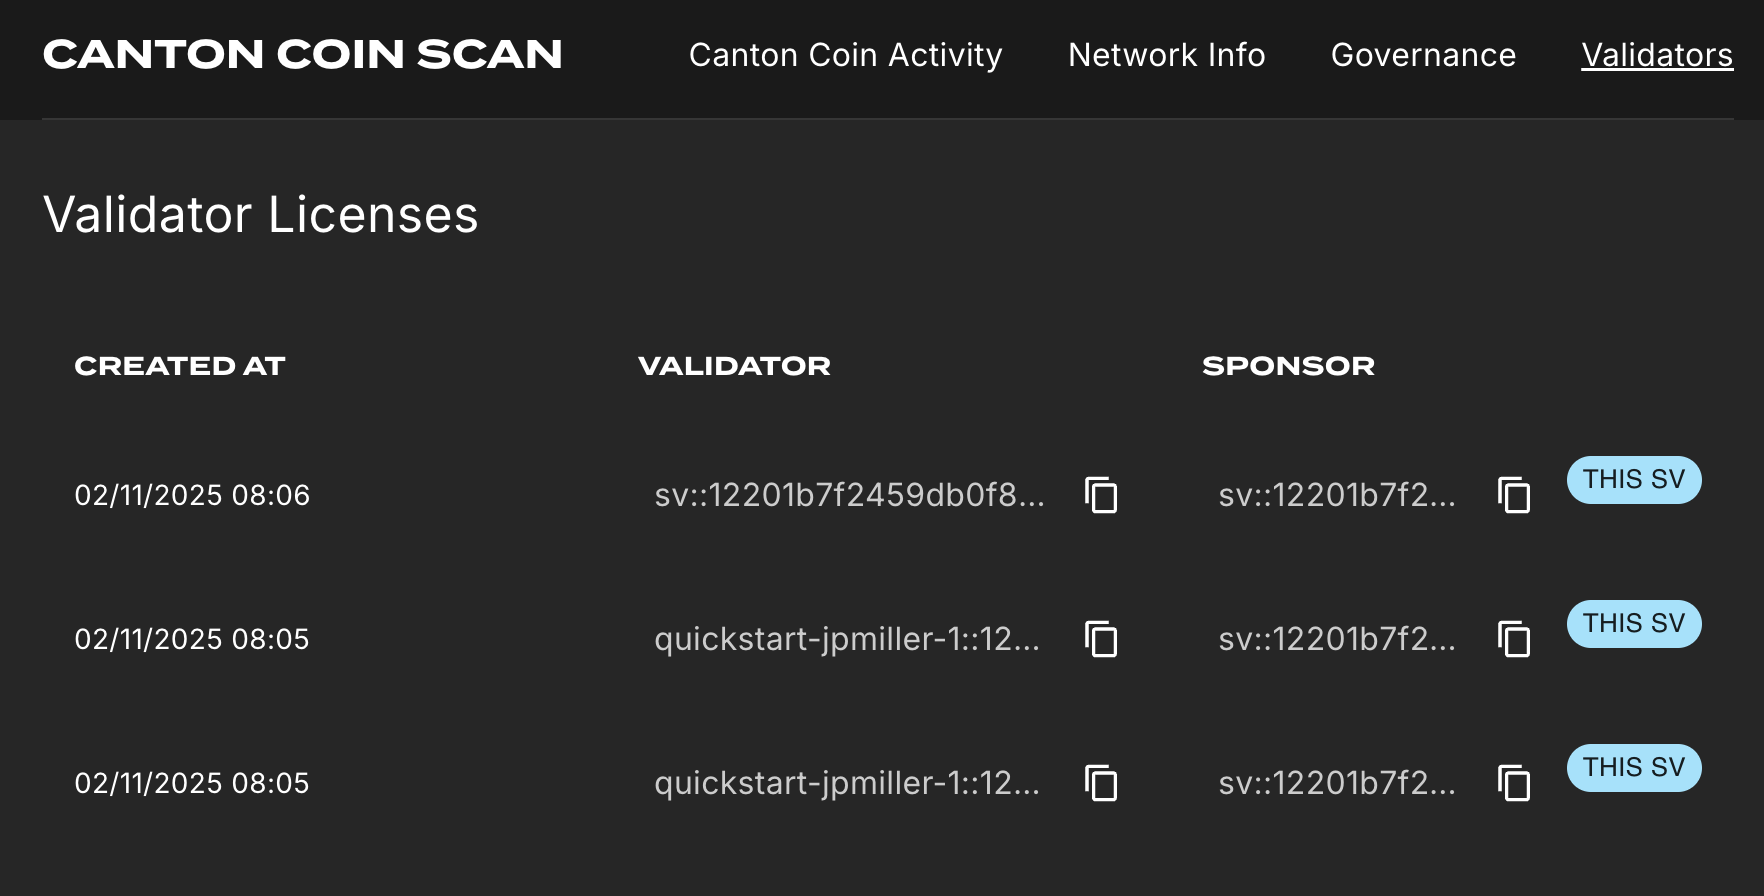 CANTON COIN SCAN Canton Coin Activity Network Info Governance Validators
Validator Licenses
CREATED AT VALIDATOR SPONSOR
02/11/2025 08:06 sv::12201b7f2459db0f8... sv::12201b7f2... THIS SV
02/11/2025 08:05 quickstart-jpmiller-1::12... sv::12201b7f2... THIS SV
02/11/2025 08:05 quickstart-jpmiller-1::12... sv::12201b7f2... THIS SV